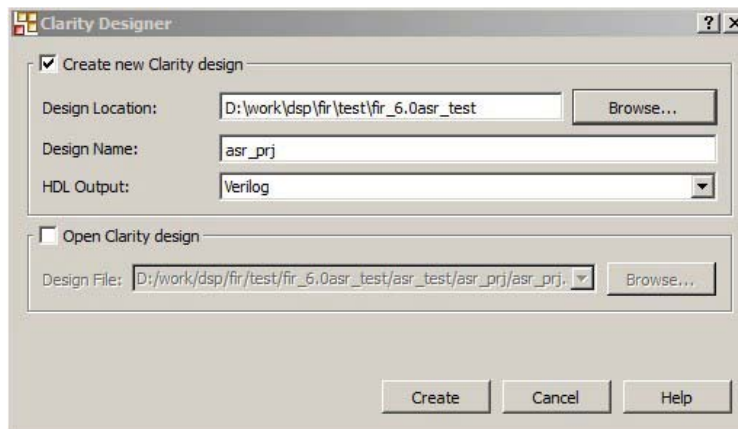 Clarity Designer
Create new Clarity design
Design Location: D:\work\dsp\fir\test\fir_6.0asr_test Browse...
Design Name: asr_prj
HDL Output: Verilog
Open Clarity design
Design File: D:/work/dsp/fir/test/fir_6.0asr_test/asr_test/asr_prj/asr_prj. Browse...
Create Cancel Help